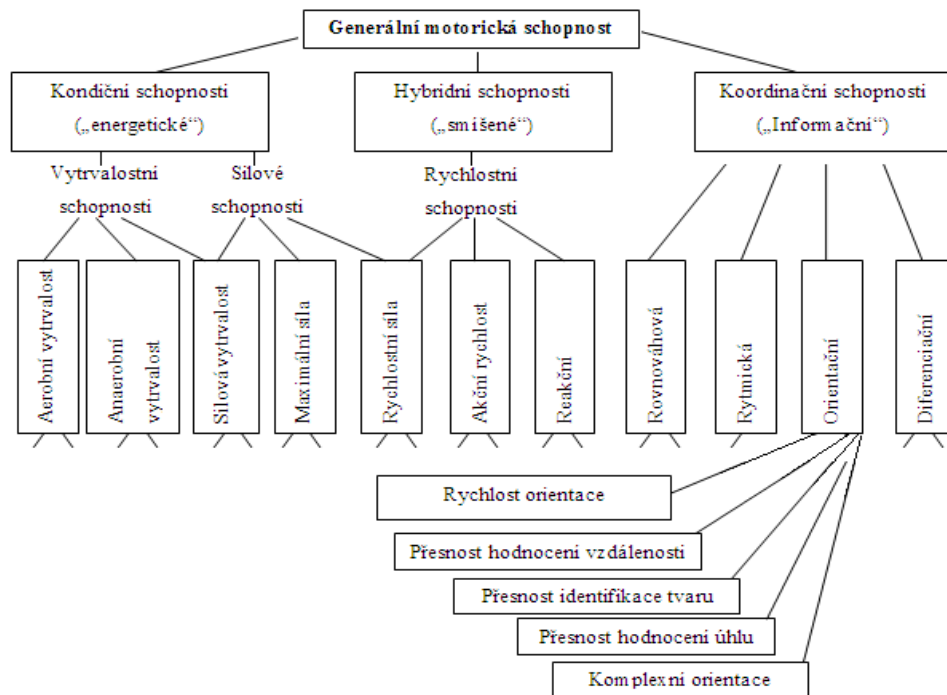 Generální motorická schopnost
Kondiční schopnosti
(„energetické“)
Hybridní schopnosti
(„smíšené“)
Koordinační schopnosti
(„Informační“)
Vytrvalostní
schopnosti
Silové
schopnosti
Rychlostní
schopnosti
Aerobní vytrvalost
Anaerobní
vytrvalost
Silová vytrvalost
Maximální síla
Rychlostní síla
Akční rychlost
Reakční
Rovnováhová
Rytmická
Orientační
Diferenciační
Rychlost orientace
Přesnost hodnocení vzdálenosti
Přesnost identifikace tvaru
Přesnost hodnocení úhlu
Komplexní orientace